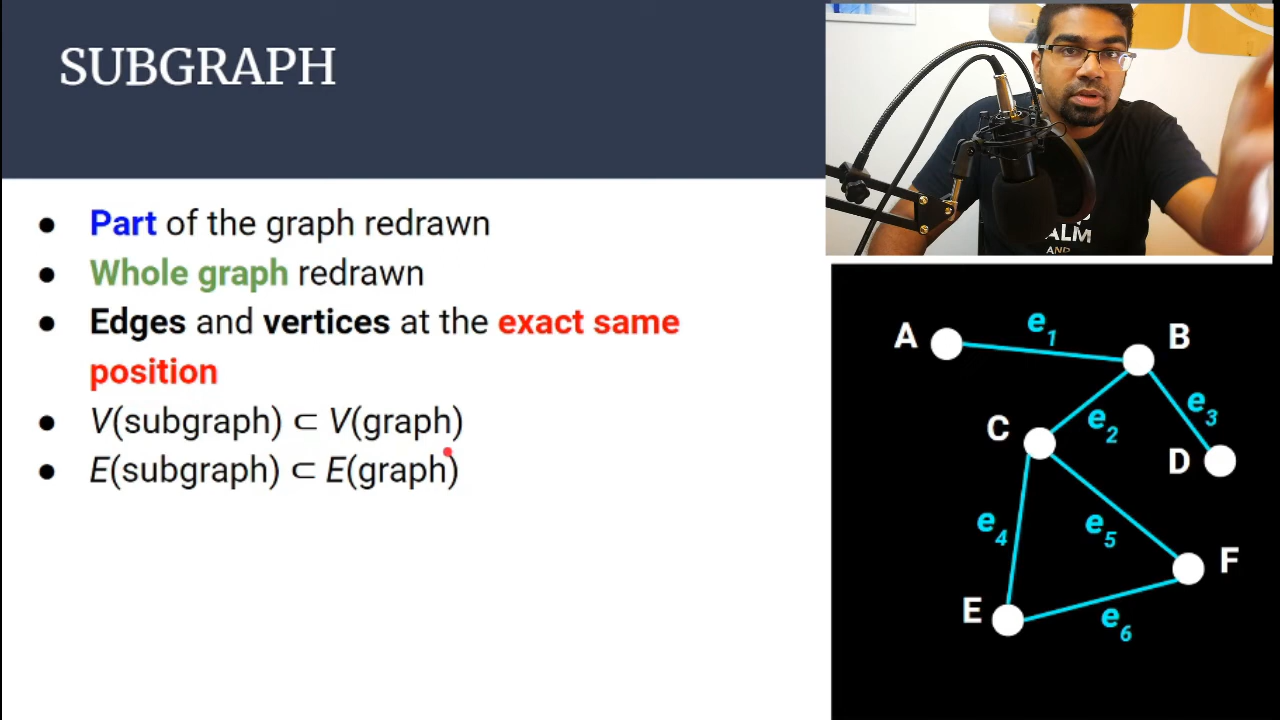 SUBGRAPH
● Part of the graph redrawn
● Whole graph redrawn
● Edges and vertices at the exact same
position
● V(subgraph) ⊂ V(graph)
● E(subgraph) ⊂ E(graph)
ALM
AND
A
e1
B
e2
e3
C
D
e4
e5
F
E
e6